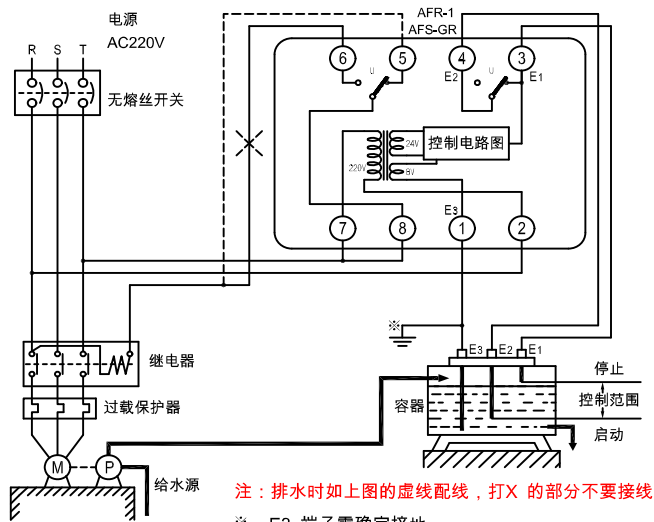 电源
AC220V
R S T
无熔丝开关
AFR-1
AFS-GR
6 5 4 3
U E2 U E1
24V
控制电路图
220V
8V
E3
7 8 1 2
※
继电器
E3 E2 E1
停止
过载保护器
容器
控制范围
启动
M P
给水源
注：排水时如上图的虚线配线，打X 的部分不要接线